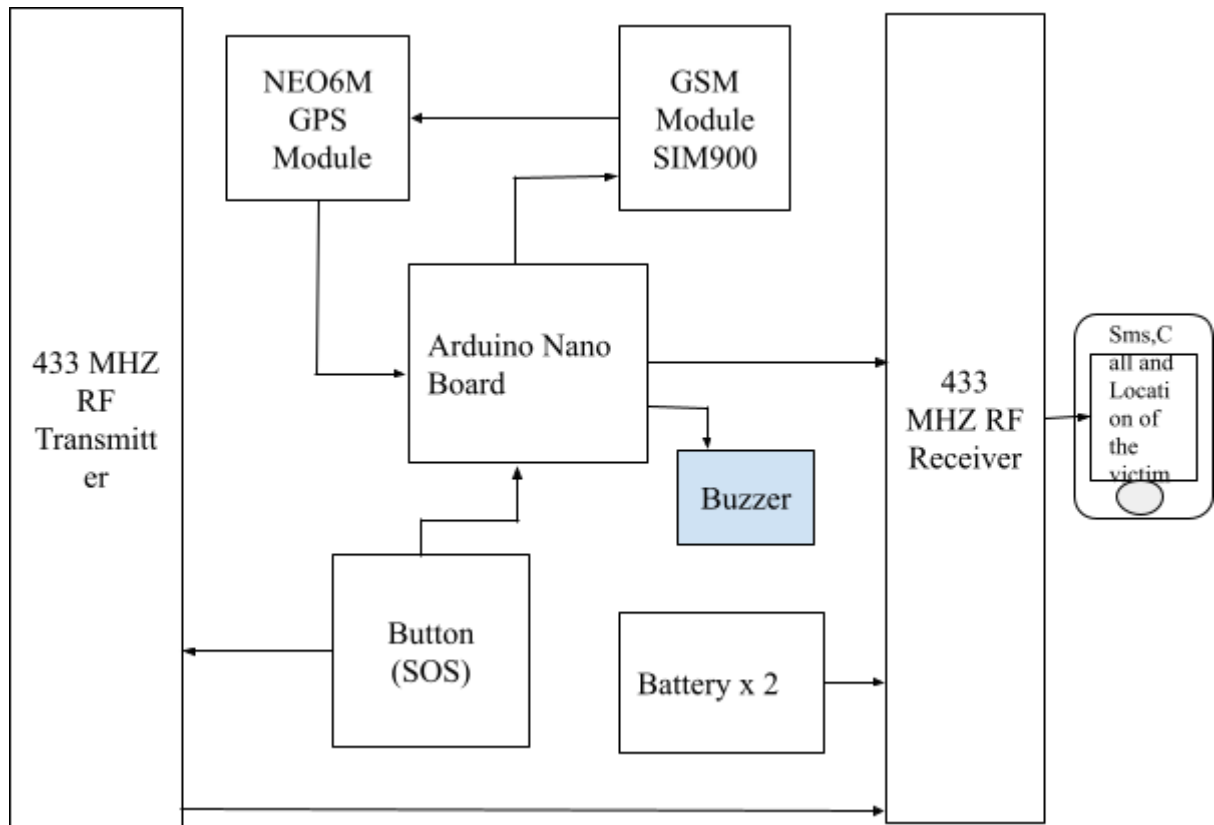 NEO6M
GPS
Module
GSM
Module
SIM900
433 MHZ
RF
Transmitt
er
Arduino Nano
Board
433
MHZ RF
Receiver
Sms,C
all and
Locati
on of
the
victim
Buzzer
Button
(SOS)
Battery x 2